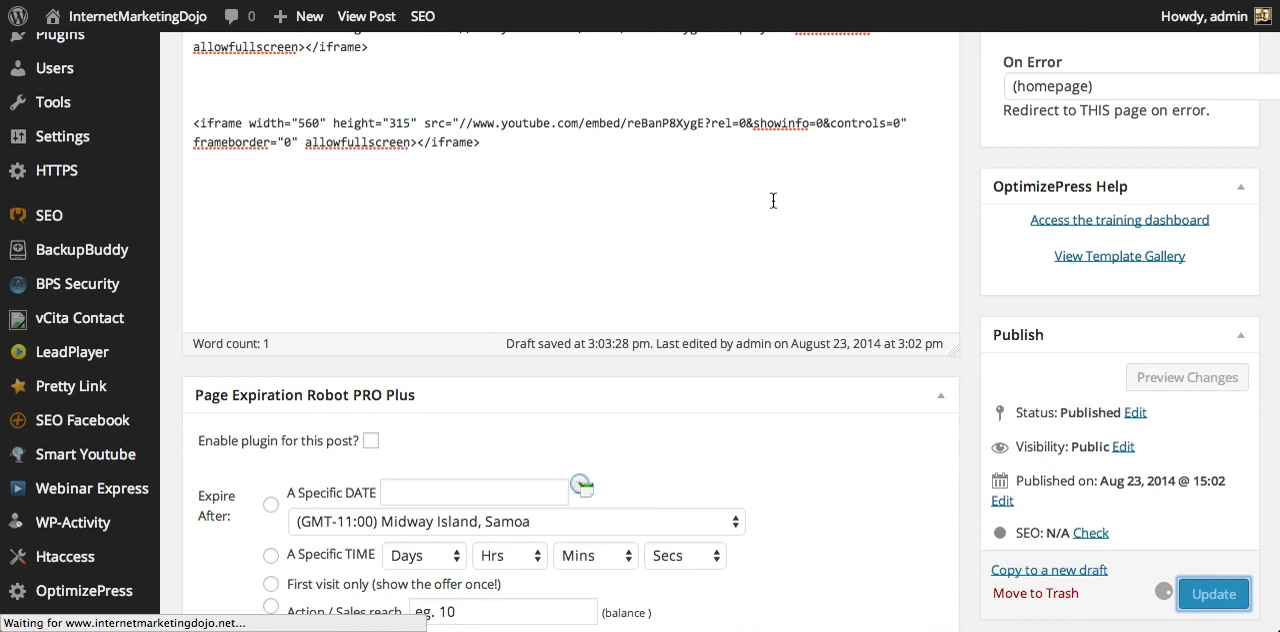 InternetMarketingDojo 0 New View Post SEO Howdy, admin
Plugins
Users
Tools
Settings
HTTPS
SEO
BackupBuddy
BPS Security
vCita Contact
LeadPlayer
Pretty Link
SEO Facebook
Smart Youtube
Webinar Express
WP-Activity
Htaccess
OptimizePress
Waiting for www.internetmarketingdojo.net...
allowfullscreen></iframe>
<iframe width="560" height="315" src="//www.youtube.com/embed/reBanP8XygE?rel=0&showinfo=0&controls=0"
frameborder="0" allowfullscreen></iframe>
Word count: 1 Draft saved at 3:03:28 pm. Last edited by admin on August 23, 2014 at 3:02 pm
Page Expiration Robot PRO Plus
Enable plugin for this post?
Expire
After:
A Specific DATE
(GMT-11:00) Midway Island, Samoa
A Specific TIME Days Hrs Mins Secs
First visit only (show the offer once!)
Action / Sales reach eg. 10 (balance )
On Error
(homepage)
Redirect to THIS page on error.
OptimizePress Help
Access the training dashboard
View Template Gallery
Publish
Preview Changes
Status: Published Edit
Visibility: Public Edit
Published on: Aug 23, 2014 @ 15:02
Edit
SEO: N/A Check
Copy to a new draft
Move to Trash
Update